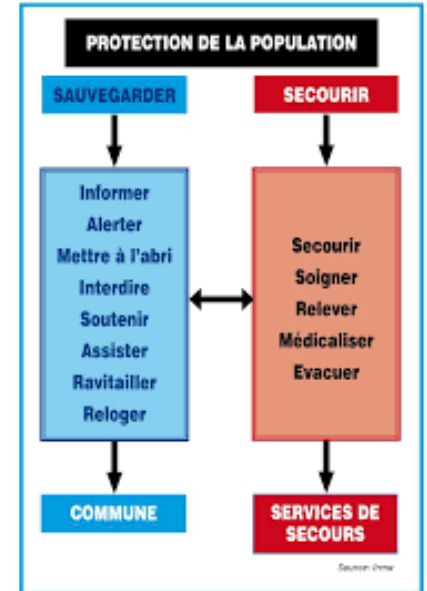 PROTECTION DE LA POPULATION
SAUVEGARDER
SECOURIR
Informer
Alerter
Mettre à l'abri
Interdire
Soutenir
Assister
Ravitailler
Reloger
Secourir
Soigner
Relever
Médicaliser
Evacuer
COMMUNE
SERVICES DE
SECOURS